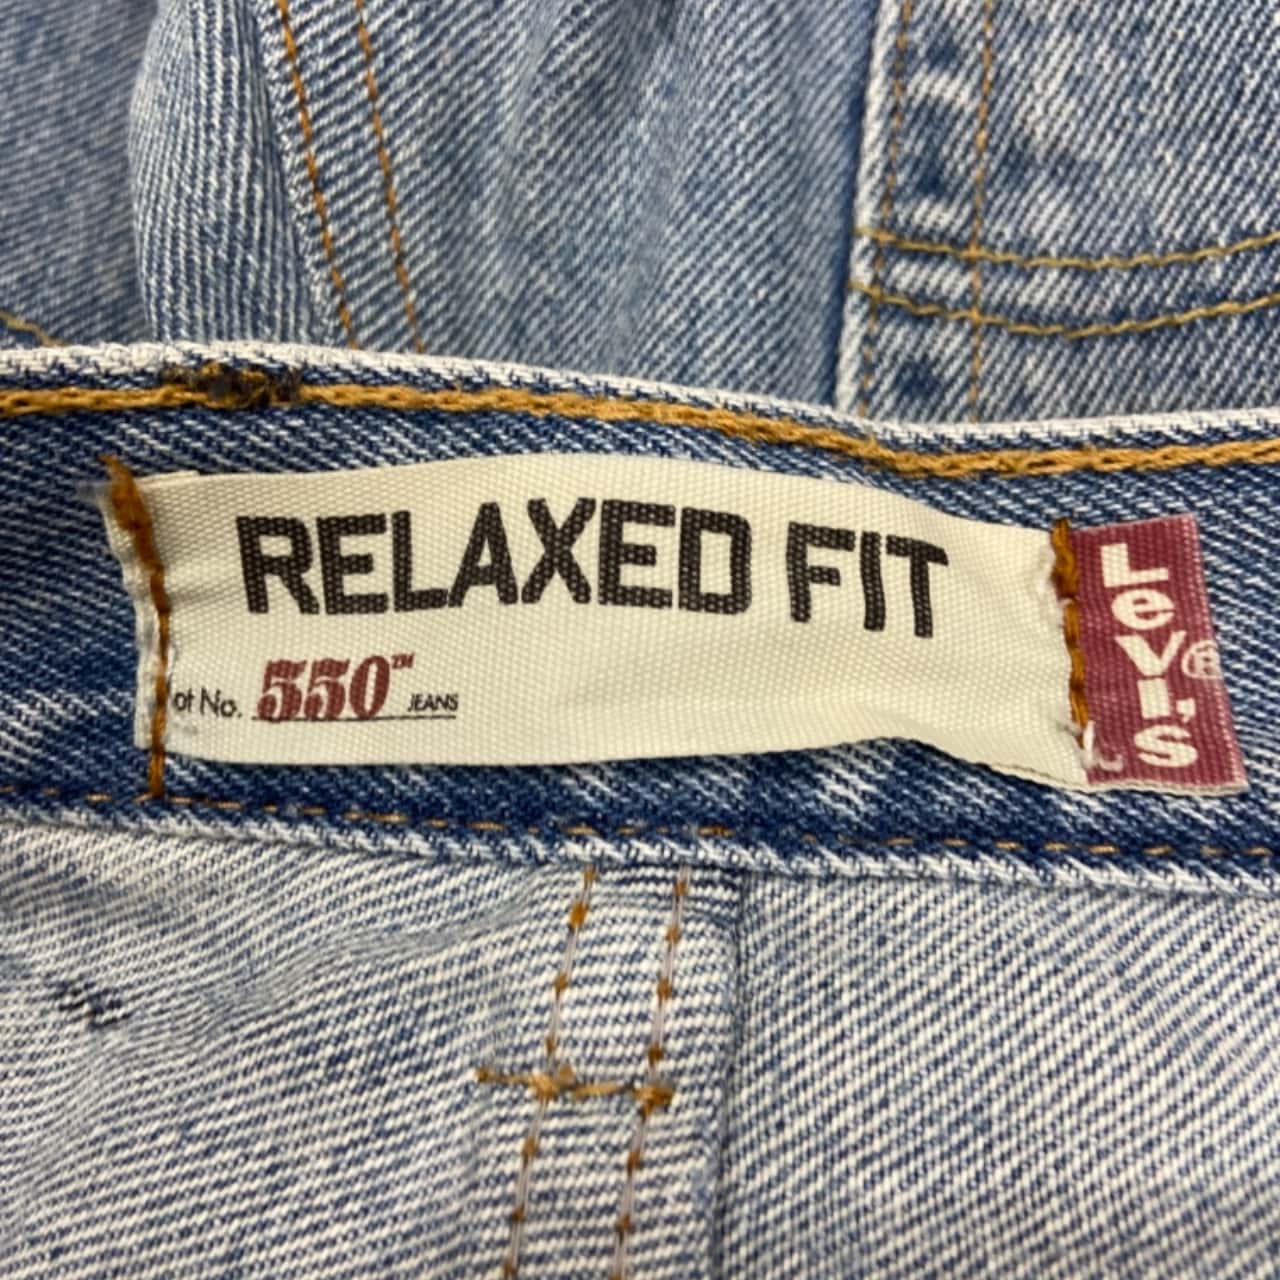 RELAXED FIT
ot No. 550™ JEANS
LEVI'S®